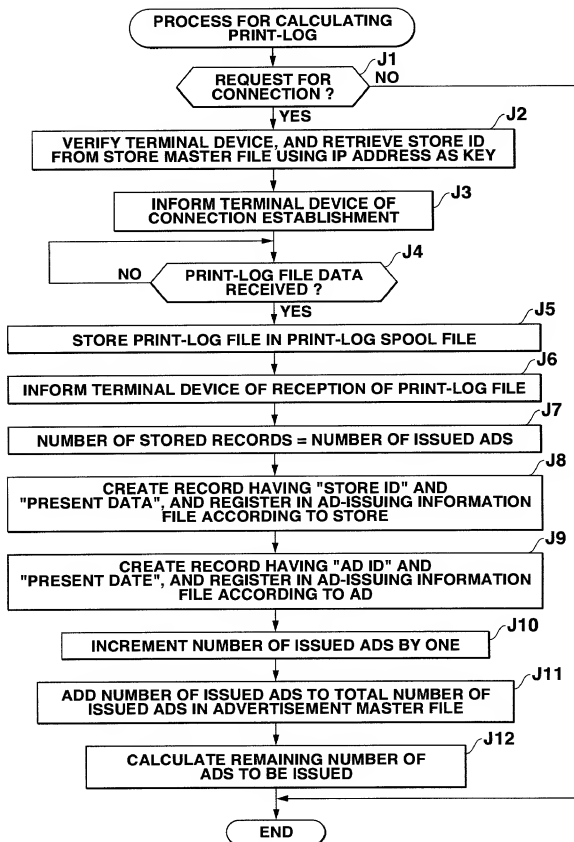 PROCESS FOR CALCULATING
PRINT-LOG
J1
REQUEST FOR
CONNECTION ?
NO
YES
J2
VERIFY TERMINAL DEVICE, AND RETRIEVE STORE ID
FROM STORE MASTER FILE USING IP ADDRESS AS KEY
J3
INFORM TERMINAL DEVICE OF
CONNECTION ESTABLISHMENT
J4
NO
PRINT-LOG FILE DATA
RECEIVED ?
YES
J5
STORE PRINT-LOG FILE IN PRINT-LOG SPOOL FILE
J6
INFORM TERMINAL DEVICE OF RECEPTION OF PRINT-LOG FILE
J7
NUMBER OF STORED RECORDS = NUMBER OF ISSUED ADS
J8
CREATE RECORD HAVING "STORE ID" AND
"PRESENT DATA", AND REGISTER IN AD-ISSUING INFORMATION
FILE ACCORDING TO STORE
J9
CREATE RECORD HAVING "AD ID" AND
"PRESENT DATE", AND REGISTER IN AD-ISSUING INFORMATION
FILE ACCORDING TO AD
J10
INCREMENT NUMBER OF ISSUED ADS BY ONE
J11
ADD NUMBER OF ISSUED ADS TO TOTAL NUMBER OF
ISSUED ADS IN ADVERTISEMENT MASTER FILE
J12
CALCULATE REMAINING NUMBER OF
ADS TO BE ISSUED
END